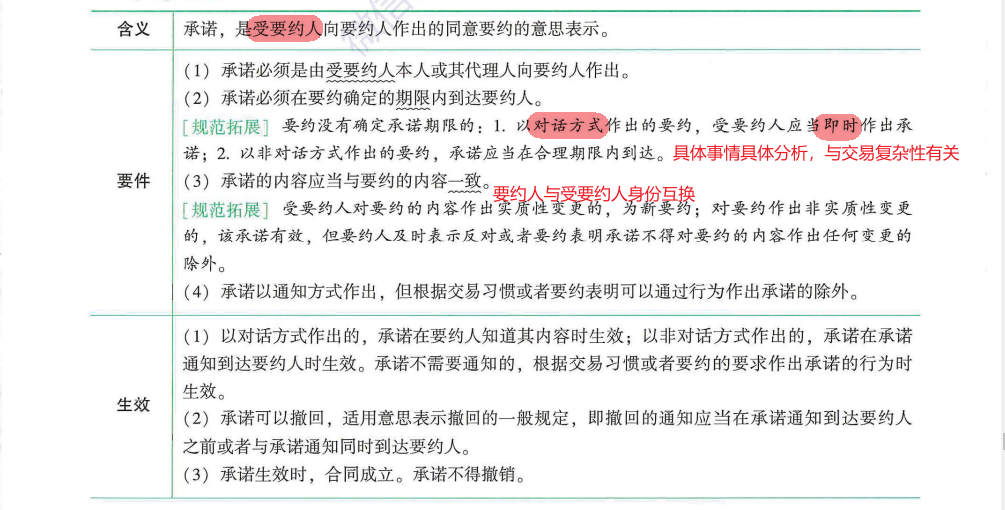 含义
承诺，是受要约人向要约人作出的同意要约的意思表示。
微信
要件
(1) 承诺必须是由受要约人本人或其代理人向要约人作出。
(2) 承诺必须在要约确定的期限内到达要约人。
[规范拓展] 要约没有确定承诺期限的：1. 以对话方式作出的要约，受要约人应当即时作出承
诺；2. 以非对话方式作出的要约，承诺应当在合理期限内到达。具体事情具体分析，与交易复杂性有关
(3) 承诺的内容应当与要约的内容一致。
要约人与受要约人身份互换
[规范拓展] 受要约人对要约的内容作出实质性变更的，为新要约；对要约作出非实质性变更
的，该承诺有效，但要约人及时表示反对或者要约表明承诺不得对要约的内容作出任何变更的
除外。
(4) 承诺以通知方式作出，但根据交易习惯或者要约表明可以通过行为作出承诺的除外。
生效
(1) 以对话方式作出的，承诺在要约人知道其内容时生效；以非对话方式作出的，承诺在承诺
通知到达要约人时生效。承诺不需要通知的，根据交易习惯或者要约的要求作出承诺的行为时
生效。
(2) 承诺可以撤回，适用意思表示撤回的一般规定，即撤回的通知应当在承诺通知到达要约人
之前或者与承诺通知同时到达要约人。
(3) 承诺生效时，合同成立。承诺不得撤销。